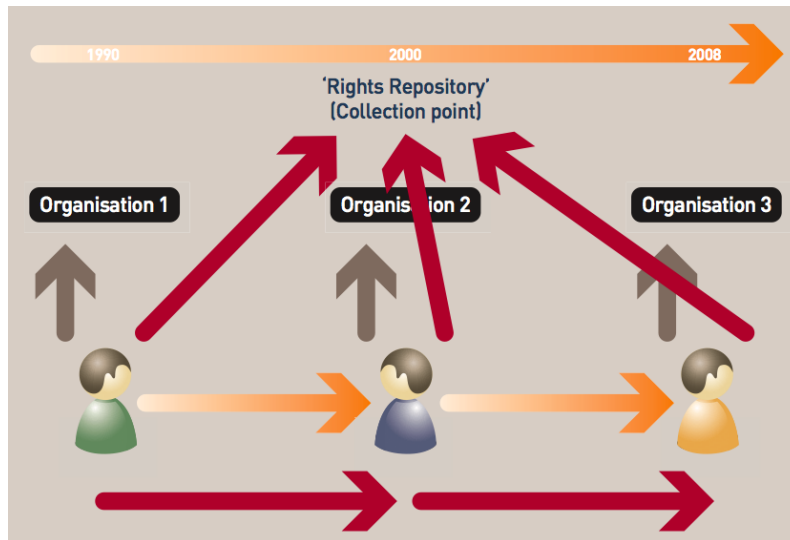 1990 2000 2008
‘Rights Repository’
(Collection point)
Organisation 1 Organisation 2 Organisation 3